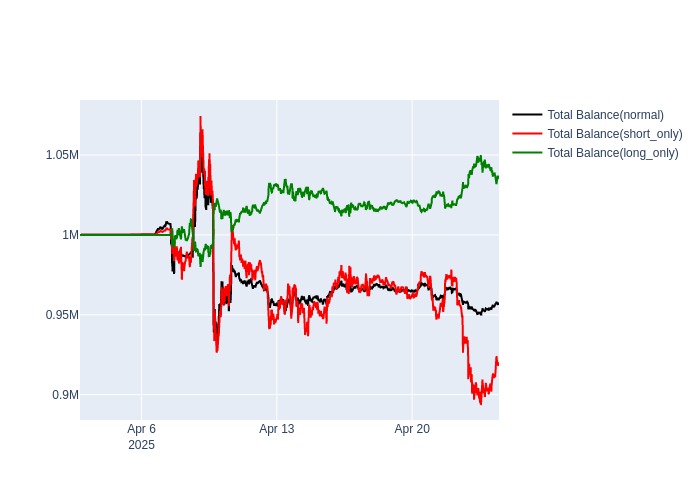 Total Balance(normal)
Total Balance(short_only)
Total Balance(long_only)
1.05M
1M
0.95M
0.9M
Apr 6
2025
Apr 13
Apr 20